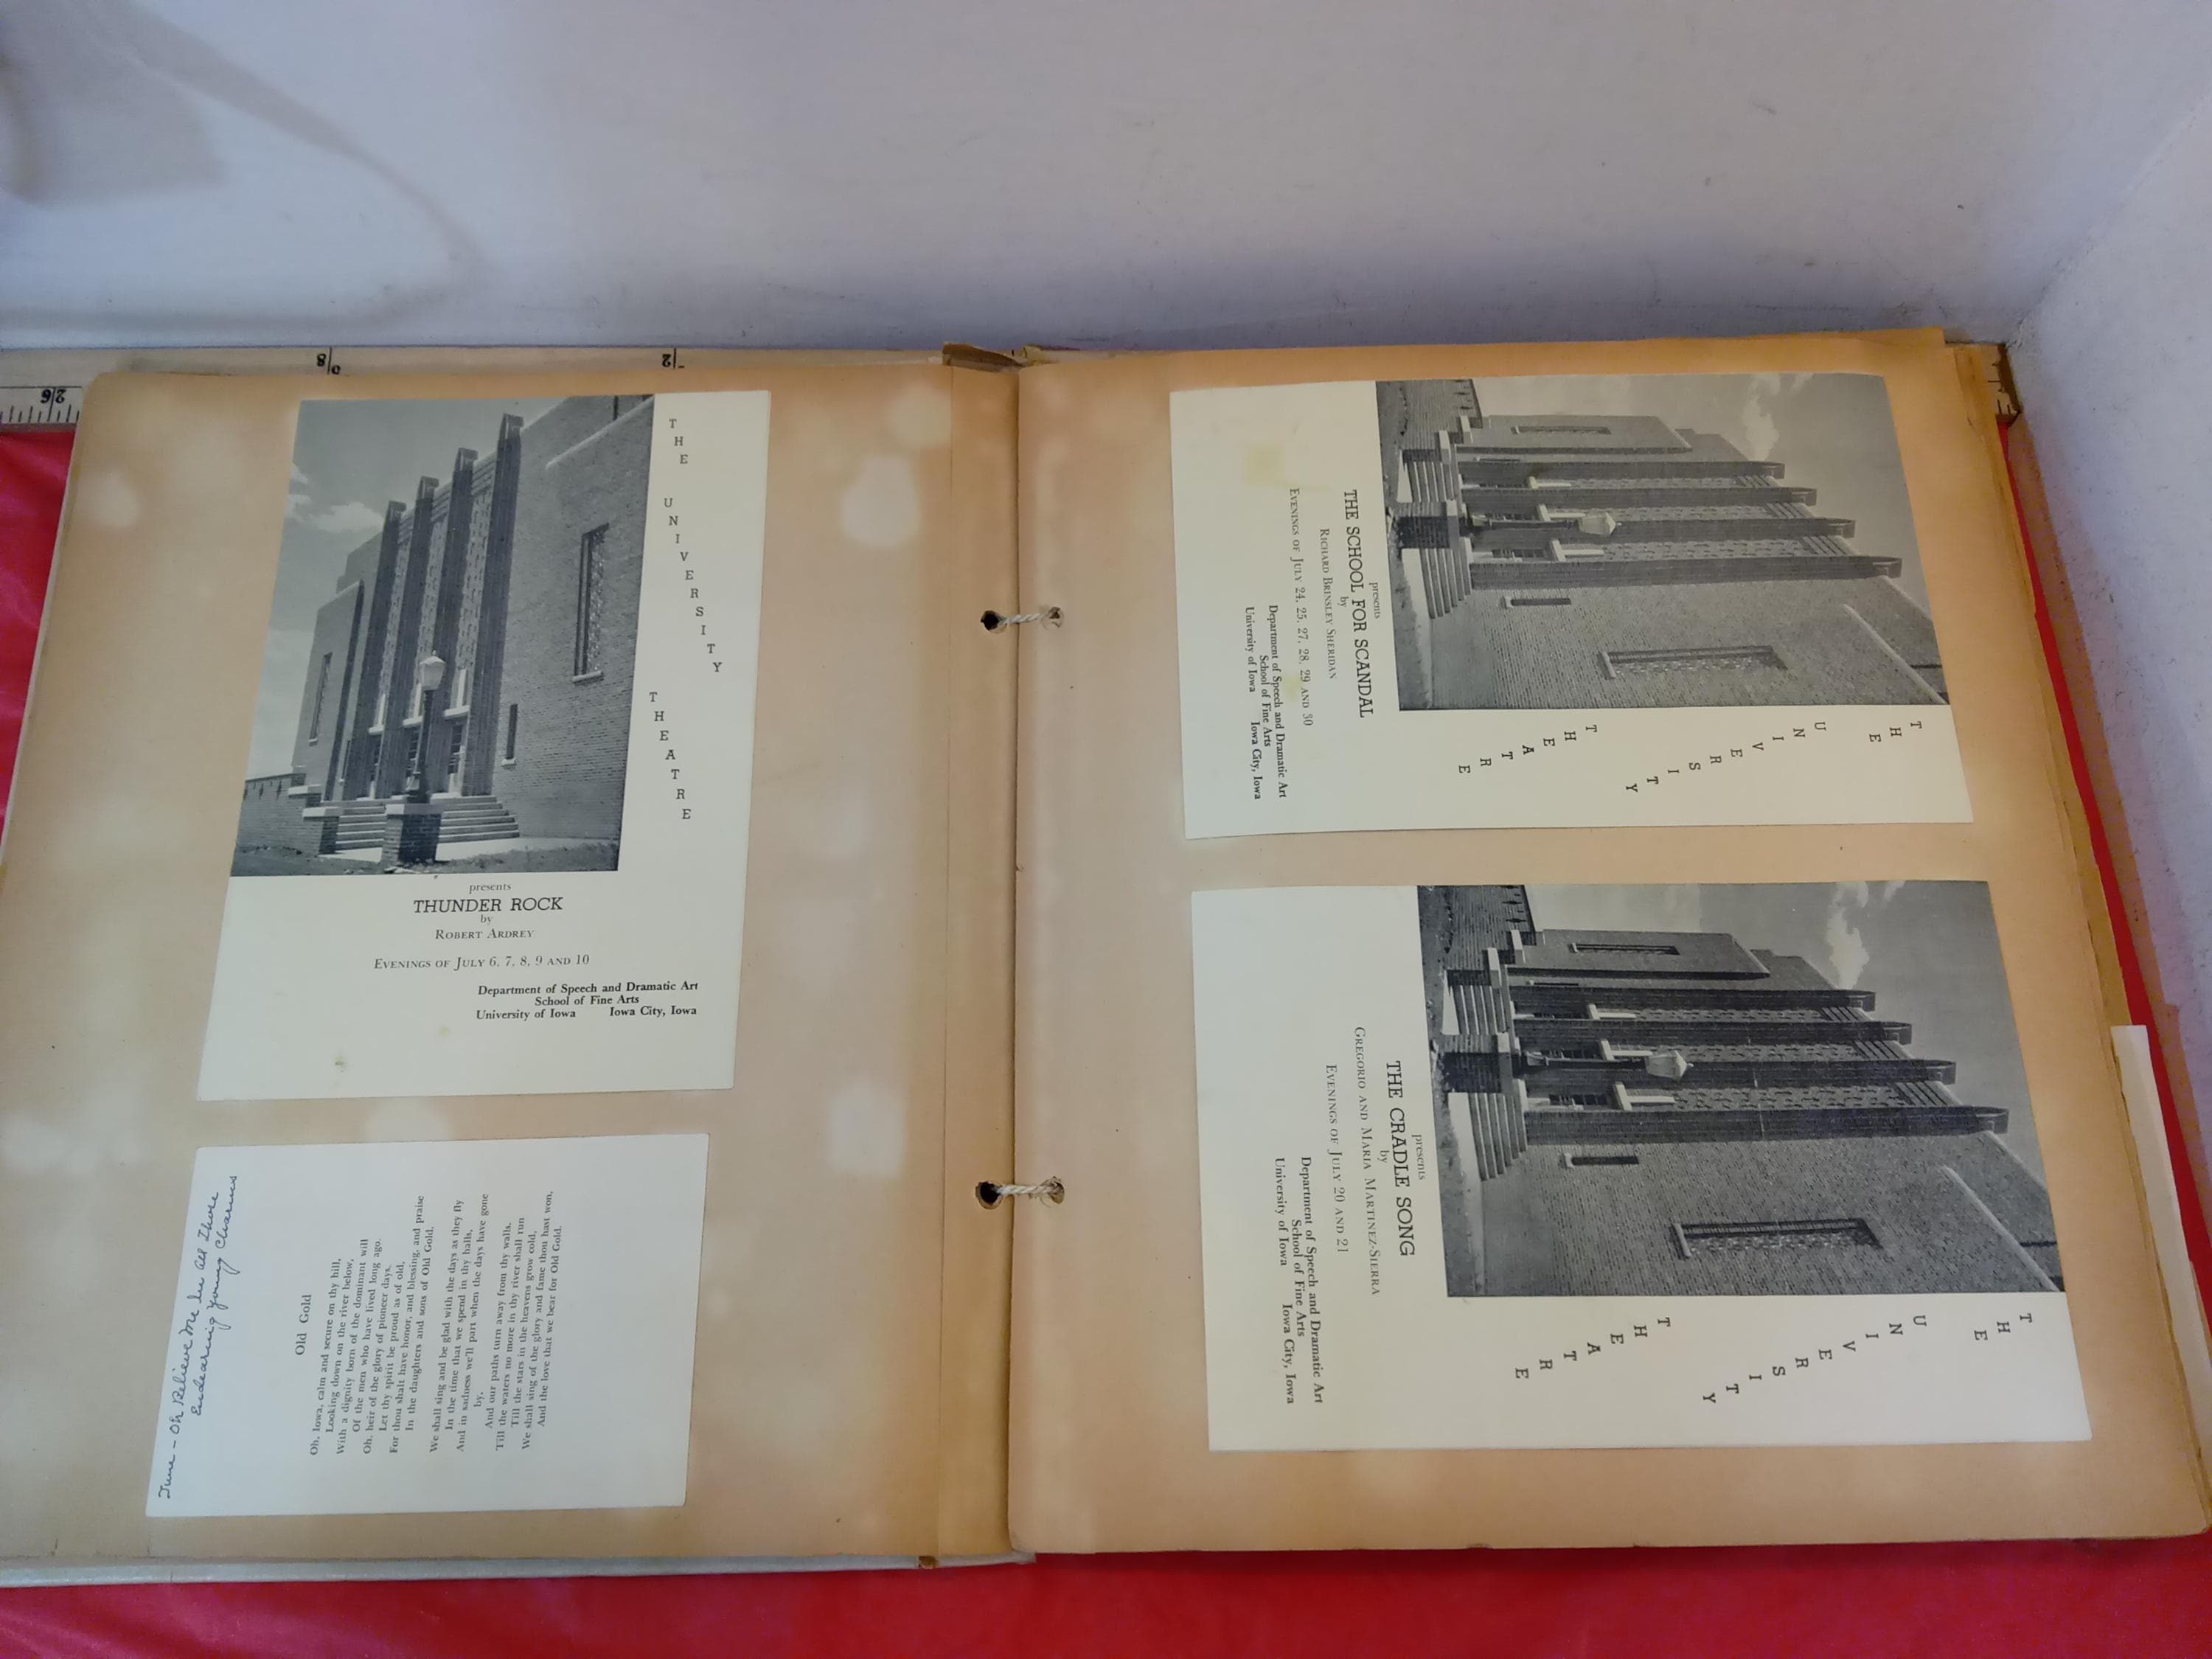 THE
UNIVERSITY
THEATRE
presents
THUNDER ROCK
by
ROBERT ARDREY
EVENINGS OF JULY 6, 7, 8, 9 AND 10
Department of Speech and Dramatic Art
School of Fine Arts
University of Iowa Iowa City, Iowa
Tune - Oh Believe Me If All Those
Endearing Young Charms
Old Gold
Oh, Iowa, calm and secure on thy hill,
Looking down on the river below,
With a dignity born of the dominant will
Of the men who have lived long ago.
Oh, heir of the glory of pioneer days,
Let thy spirit be proud as of old,
For thou shalt have honor, and blessing, and praise
In the daughters and sons of Old Gold.
We shall sing and be glad with the days as they fly
In the time that we spend in thy halls,
And in sadness we'll part when the days have gone
by,
And our paths turn away from thy walls.
Till the waters no more in thy river shall run
Till the stars in the heavens grow cold,
We shall sing of the glory and fame thou hast won,
And the love that we bear for Old Gold.
THE
UNIVERSITY
THEATRE
presents
THE SCHOOL FOR SCANDAL
by
RICHARD BRINSLEY SHERIDAN
EVENINGS OF JULY 24, 25, 27, 28, 29 AND 30
Department of Speech and Dramatic Art
School of Fine Arts
University of Iowa Iowa City, Iowa
THE
UNIVERSITY
THEATRE
presents
THE CRADLE SONG
by
GREGORIO AND MARIA MARTINEZ-SIERRA
EVENINGS OF JULY 20 AND 21
Department of Speech and Dramatic Art
School of Fine Arts
University of Iowa Iowa City, Iowa